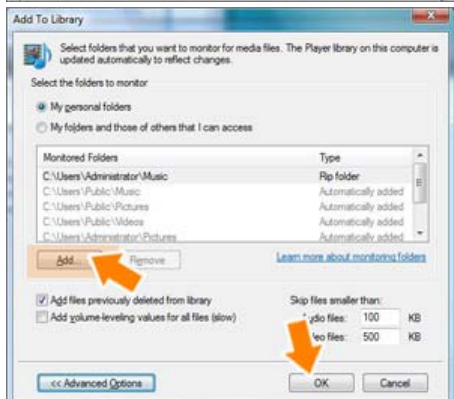 Add To Library
Select folders that you want to monitor for media files. The Player library on this computer is
updated automatically to reflect changes.
Select the folders to monitor
My personal folders
My folders and those of others that I can access
Monitored Folders Type
C:\Users\Administrator\Music Rip folder
C:\Users\Public\Music Automatically added
C:\Users\Public\Pictures Automatically added
C:\Users\Public\Videos Automatically added
C:\Users\Administrator\Pictures Automatically added
Add... Remove Learn more about monitoring folders
Add files previously deleted from library Skip files smaller than:
Add volume-leveling values for all files (slow) files: 100 KB
files: 500 KB
<< Advanced Options OK Cancel